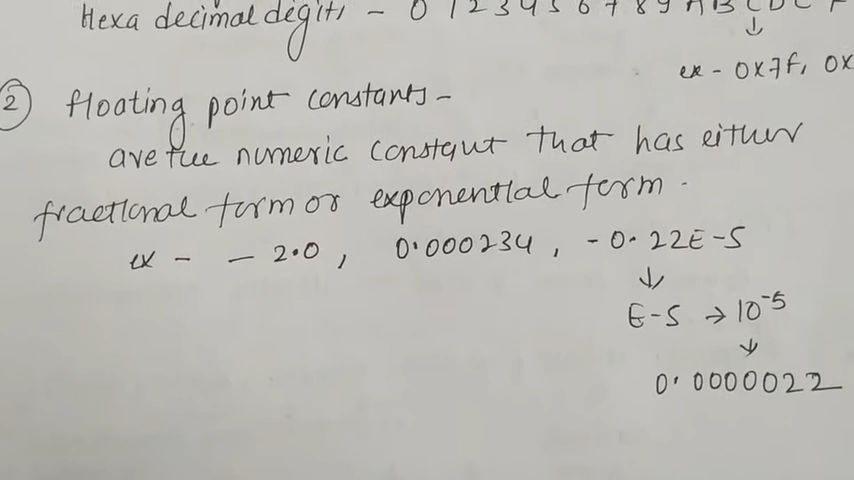 Hexa decimal digits - 0 1 2 3 4 5 6 7 8 9 A B C D E F
↓
ex - 0x7f, 0x
② floating point constants -
are the numeric constant that has either
fractional form or exponential form.
ex - - 2.0, 0.000234, -0.22E-5
↓
E-5 → 10⁻⁵
↓
0.0000022